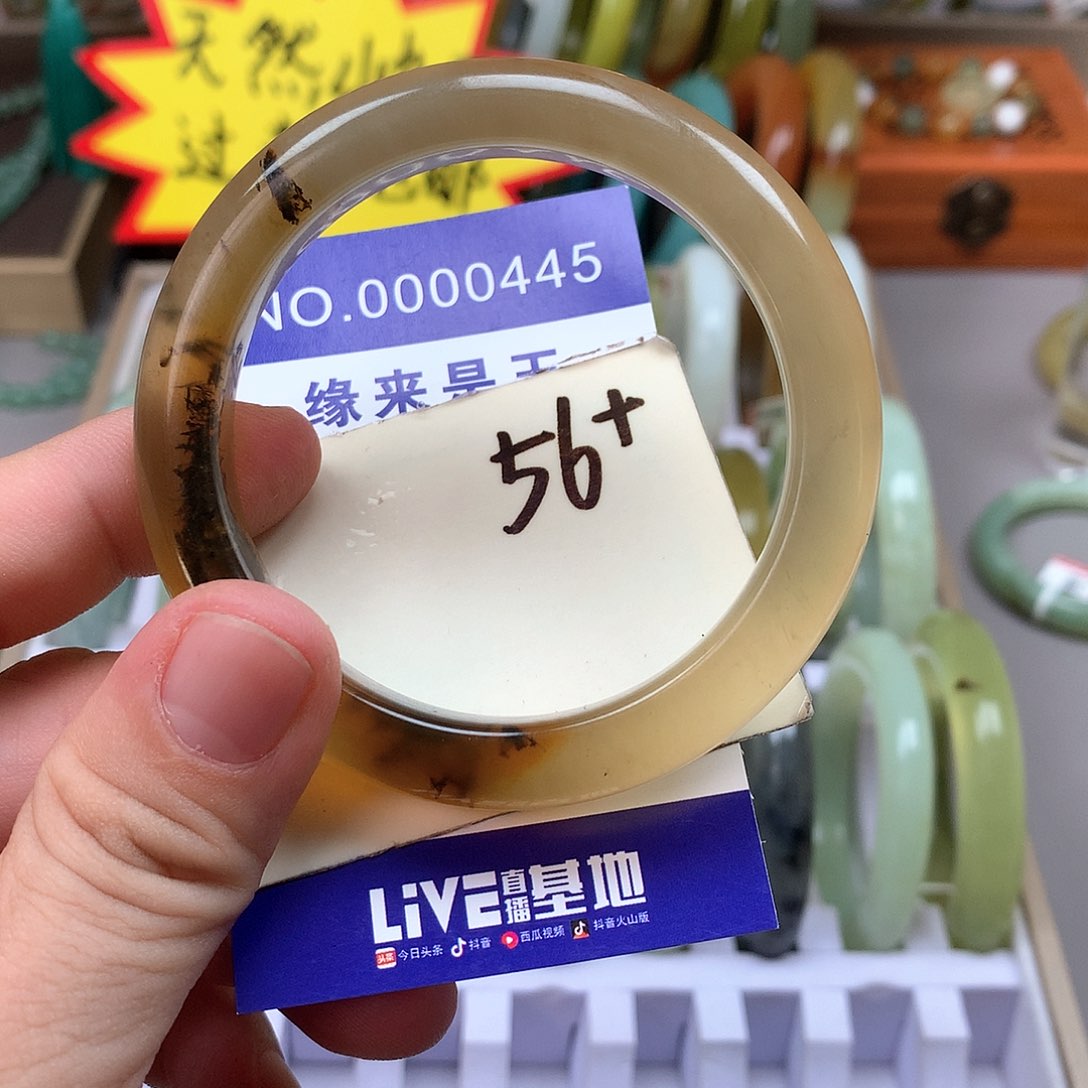 天然
过
NO.0000445
缘来是
56+
LiVE直播基地
今日头条 抖音 西瓜视频 抖音火山版